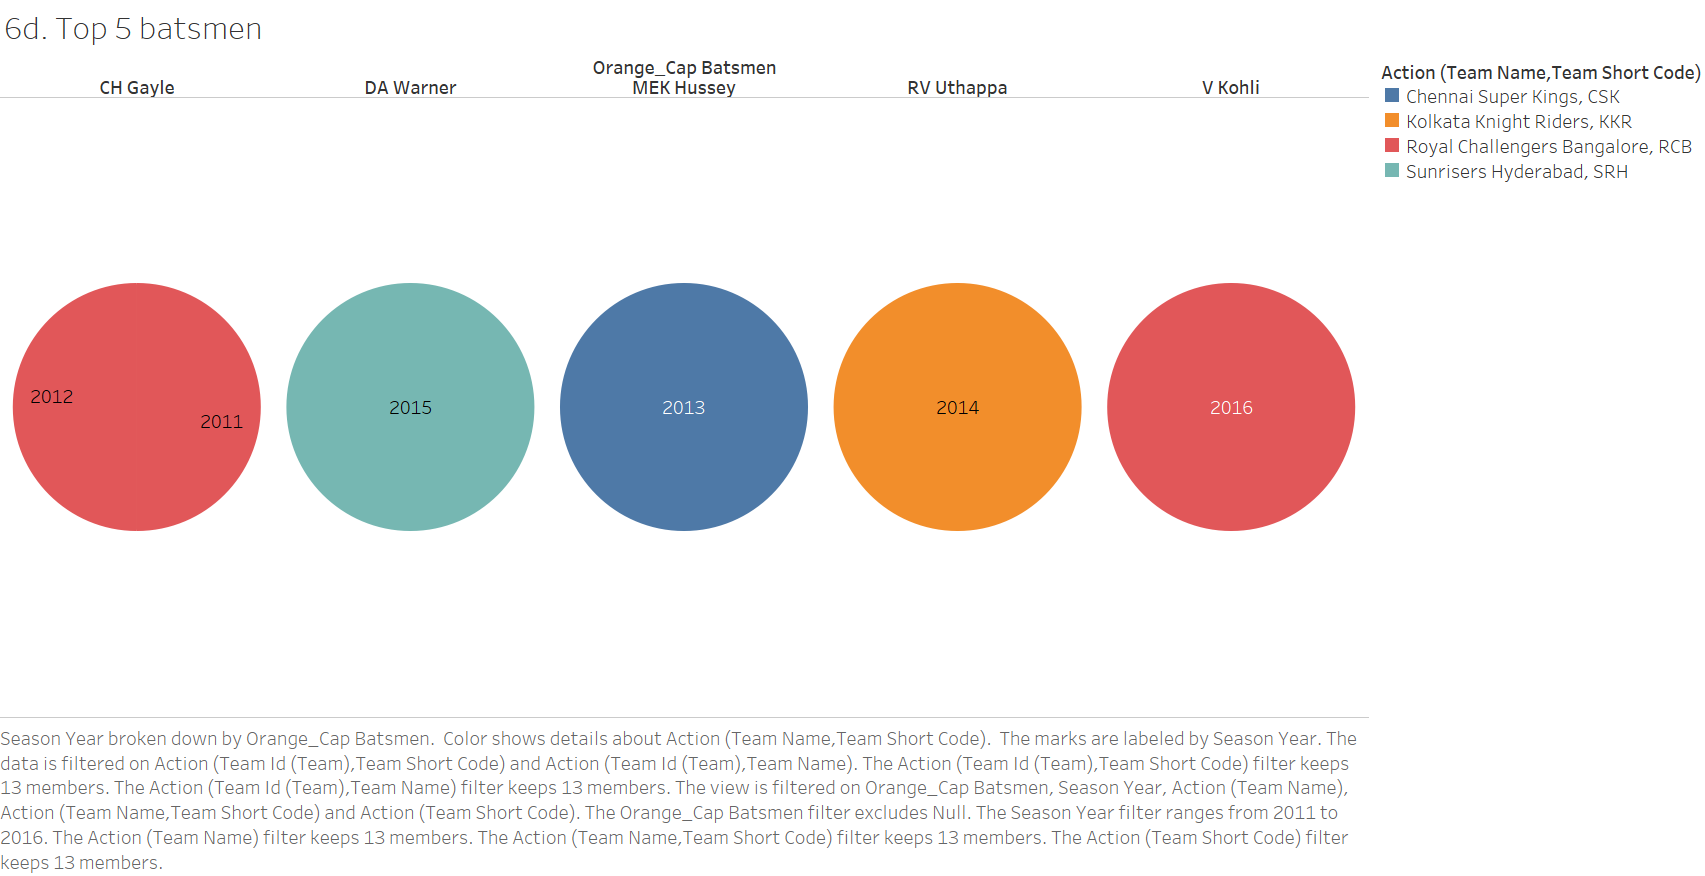 6d. Top 5 batsmen
Orange_Cap Batsmen
CH Gayle DA Warner MEK Hussey RV Uthappa V Kohli
Action (Team Name,Team Short Code)
Chennai Super Kings, CSK
Kolkata Knight Riders, KKR
Royal Challengers Bangalore, RCB
Sunrisers Hyderabad, SRH
2012
2011
2015
2013
2014
2016
Season Year broken down by Orange_Cap Batsmen.  Color shows details about Action (Team Name,Team Short Code).  The marks are labeled by Season Year. The
data is filtered on Action (Team Id (Team),Team Short Code) and Action (Team Id (Team),Team Name). The Action (Team Id (Team),Team Short Code) filter keeps
13 members. The Action (Team Id (Team),Team Name) filter keeps 13 members. The view is filtered on Orange_Cap Batsmen, Season Year, Action (Team Name),
Action (Team Name,Team Short Code) and Action (Team Short Code). The Orange_Cap Batsmen filter excludes Null. The Season Year filter ranges from 2011 to
2016. The Action (Team Name) filter keeps 13 members. The Action (Team Name,Team Short Code) filter keeps 13 members. The Action (Team Short Code) filter
keeps 13 members.